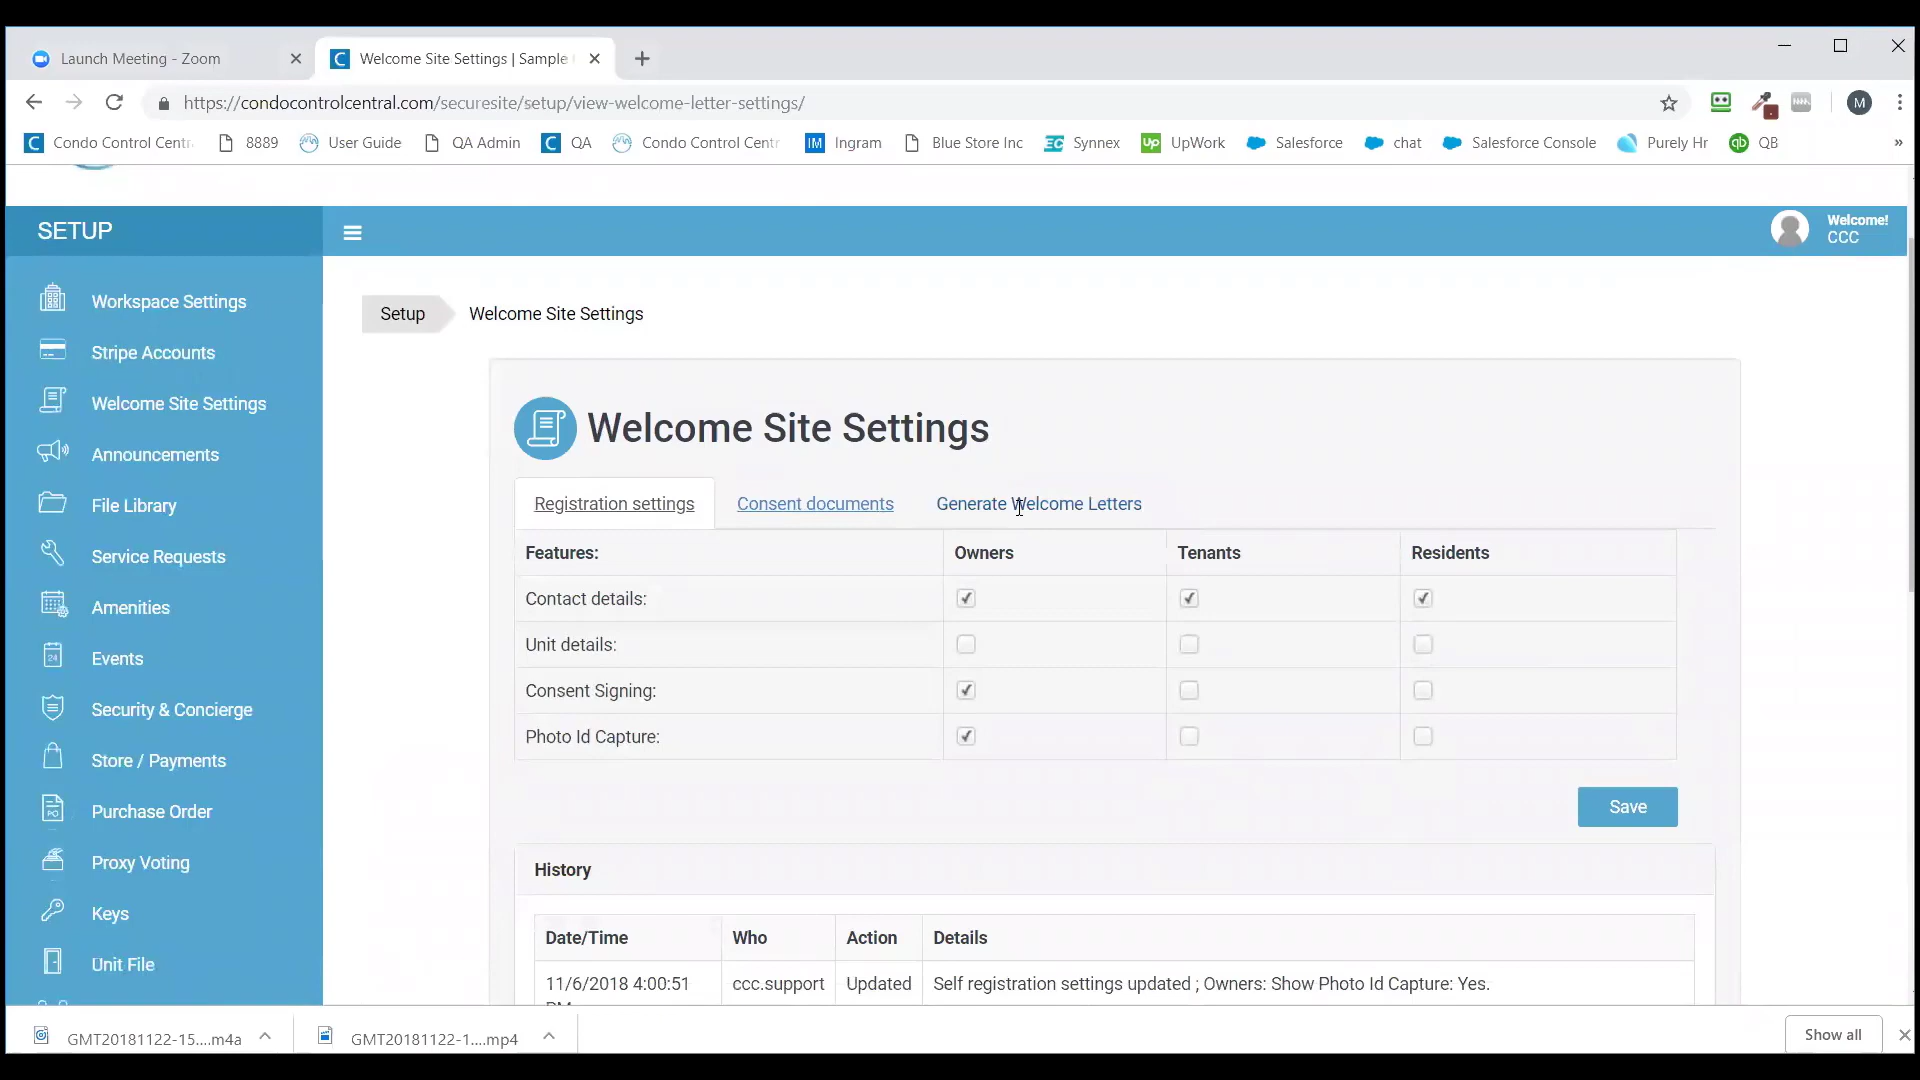 Launch Meeting - Zoom
Welcome Site Settings | Sample
https://condocontrolcentral.com/securesite/setup/view-welcome-letter-settings/
M
Condo Control Centr
8889
User Guide
QA Admin
QA
Condo Control Centr
Ingram
Blue Store Inc
Synnex
UpWork
Salesforce
chat
Salesforce Console
Purely Hr
QB
SETUP
Welcome!
CCC
Workspace Settings
Stripe Accounts
Welcome Site Settings
Announcements
File Library
Service Requests
Amenities
Events
Security & Concierge
Store / Payments
Purchase Order
Proxy Voting
Keys
Unit File
Setup
Welcome Site Settings
Welcome Site Settings
Registration settings
Consent documents
Generate Welcome Letters
Features: Owners Tenants Residents
Contact details:
Unit details:
Consent Signing:
Photo Id Capture:
Save
History
Date/Time Who Action Details
11/6/2018 4:00:51 ccc.support Updated Self registration settings updated ; Owners: Show Photo Id Capture: Yes.
GMT20181122-15....m4a
GMT20181122-1....mp4
Show all